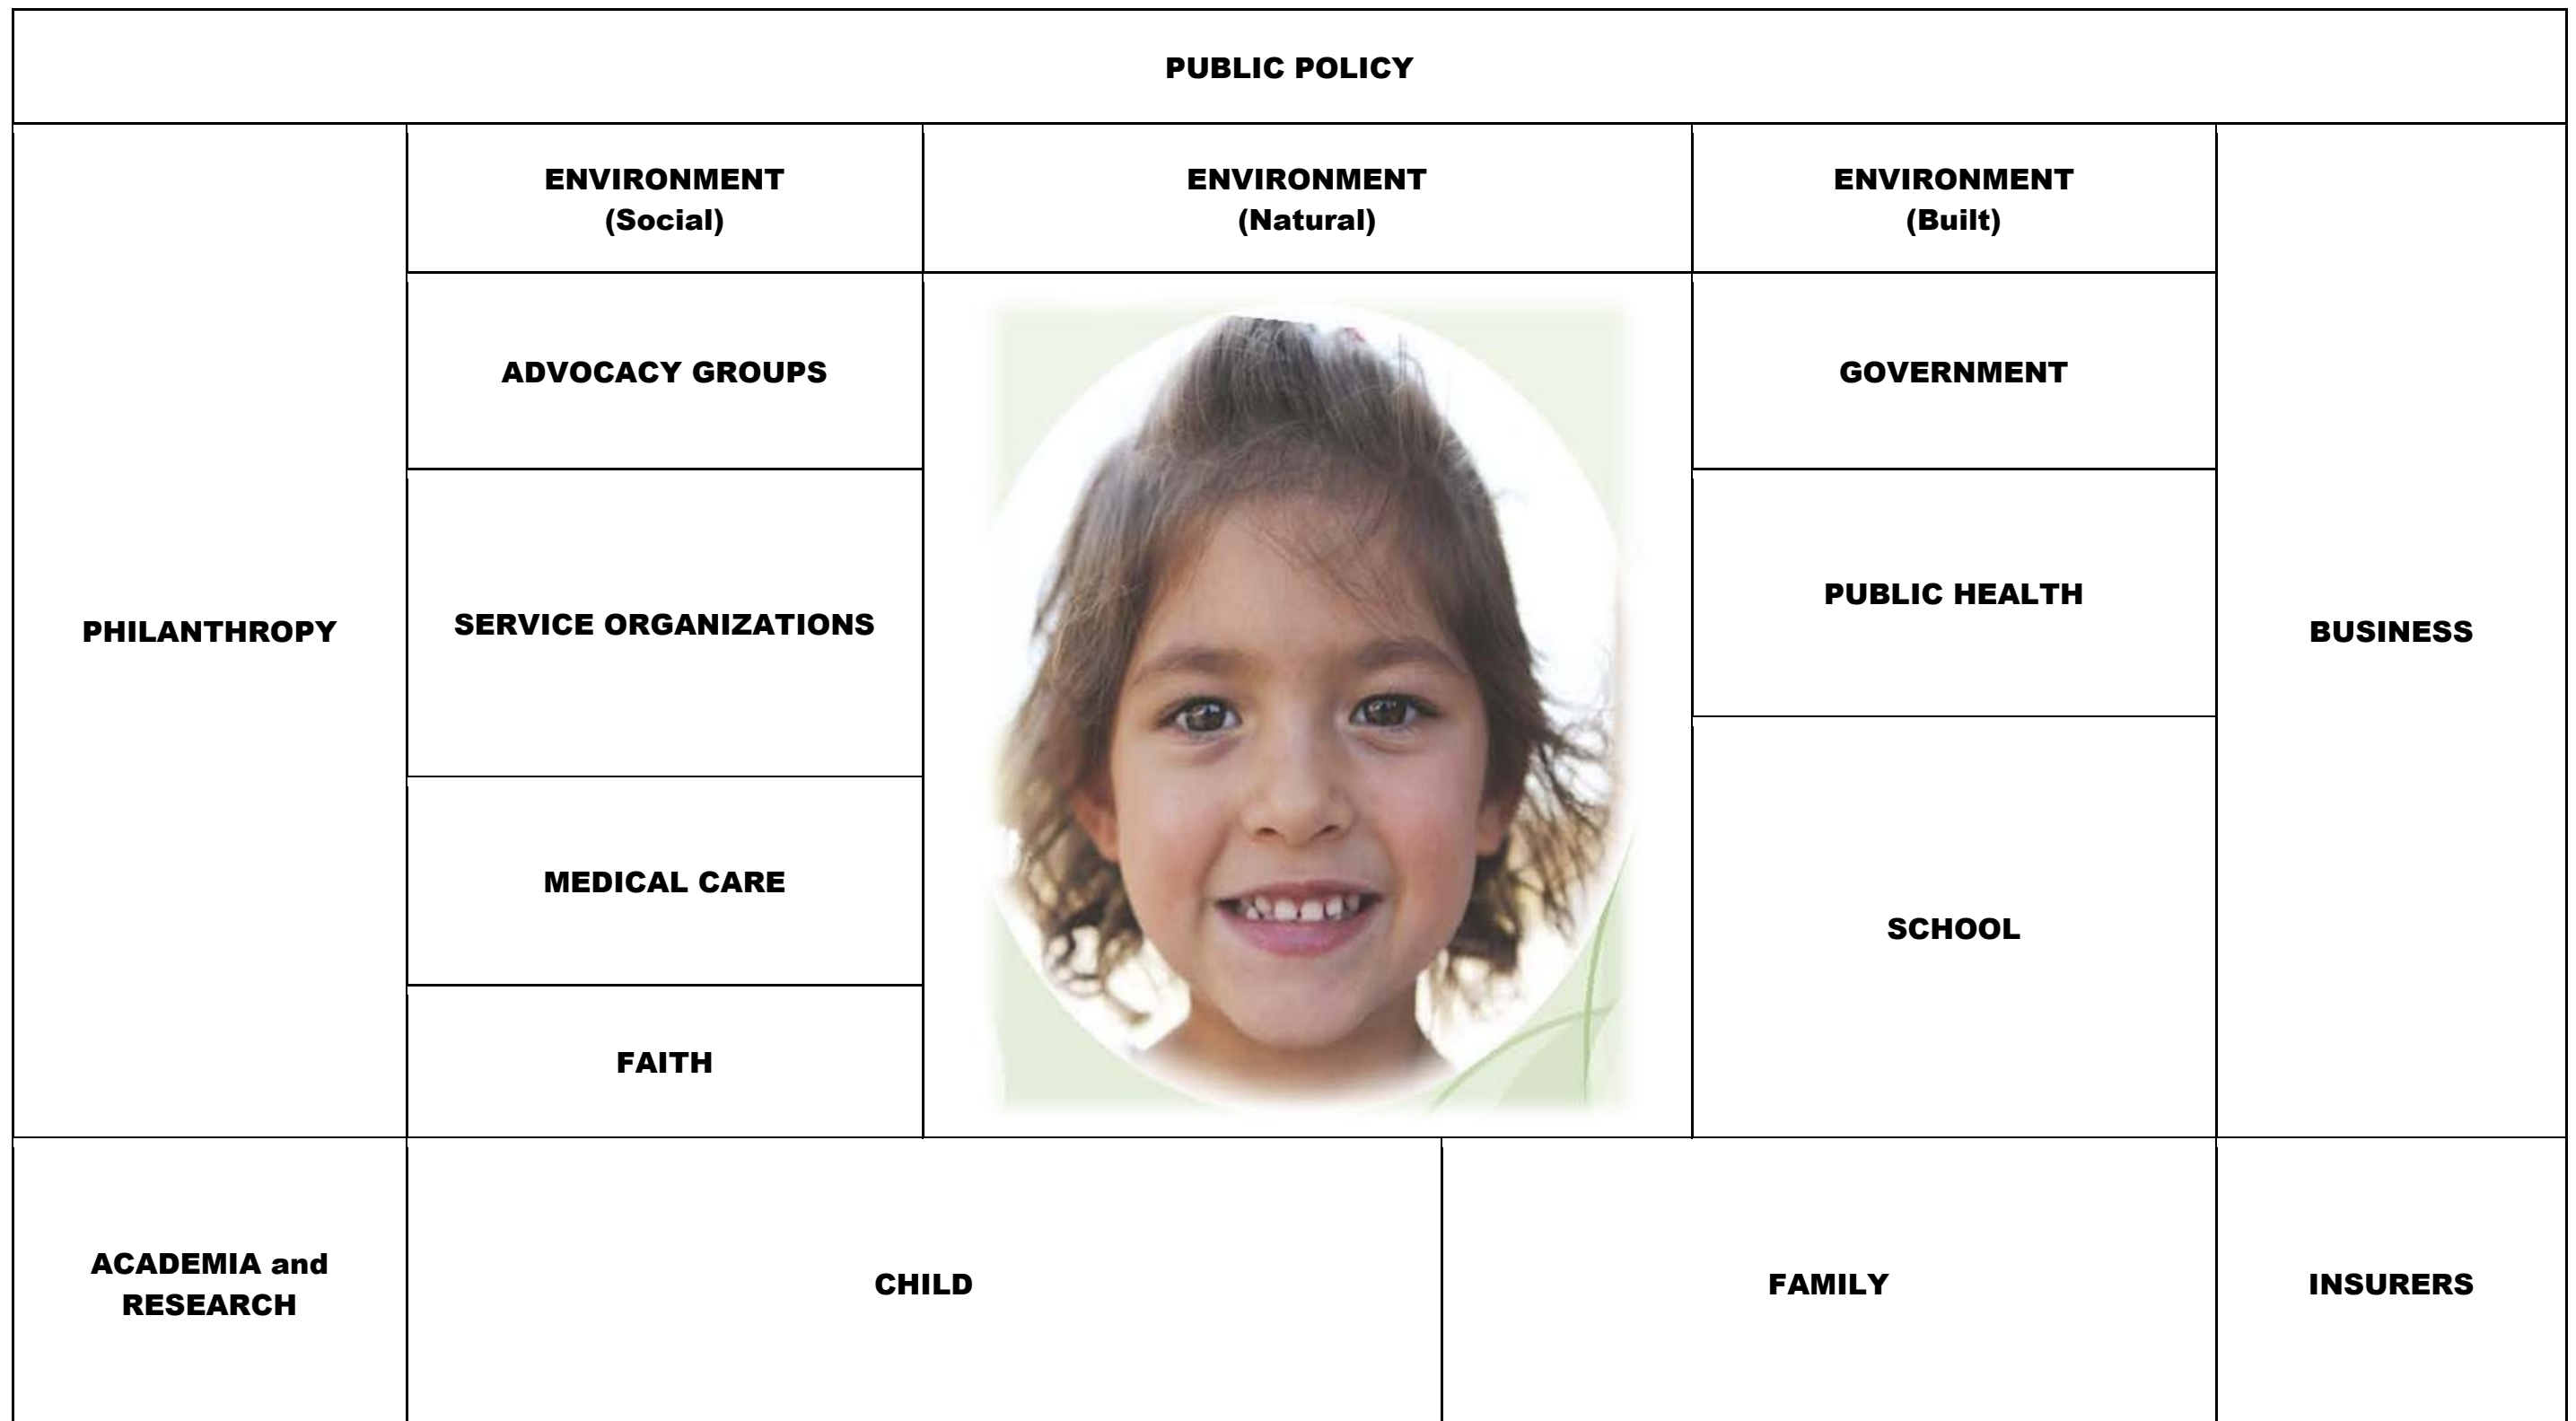 PUBLIC POLICY
ENVIRONMENT
(Social)
ENVIRONMENT
(Natural)
ENVIRONMENT
(Built)
ADVOCACY GROUPS
GOVERNMENT
PUBLIC HEALTH
PHILANTHROPY
SERVICE ORGANIZATIONS
BUSINESS
MEDICAL CARE
SCHOOL
FAITH
ACADEMIA and
RESEARCH
CHILD
FAMILY
INSURERS